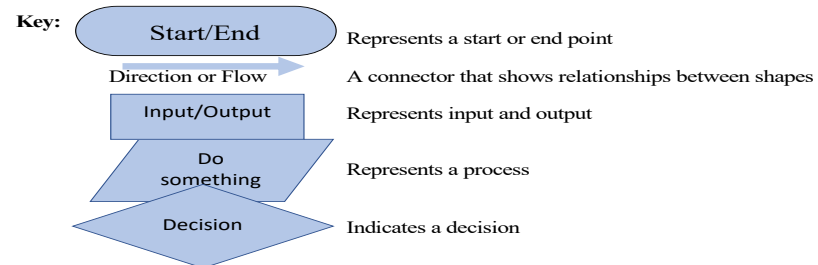 Key:
Start/End
Represents a start or end point
Direction or Flow
A connector that shows relationships between shapes
Input/Output
Represents input and output
Do
something
Represents a process
Decision
Indicates a decision